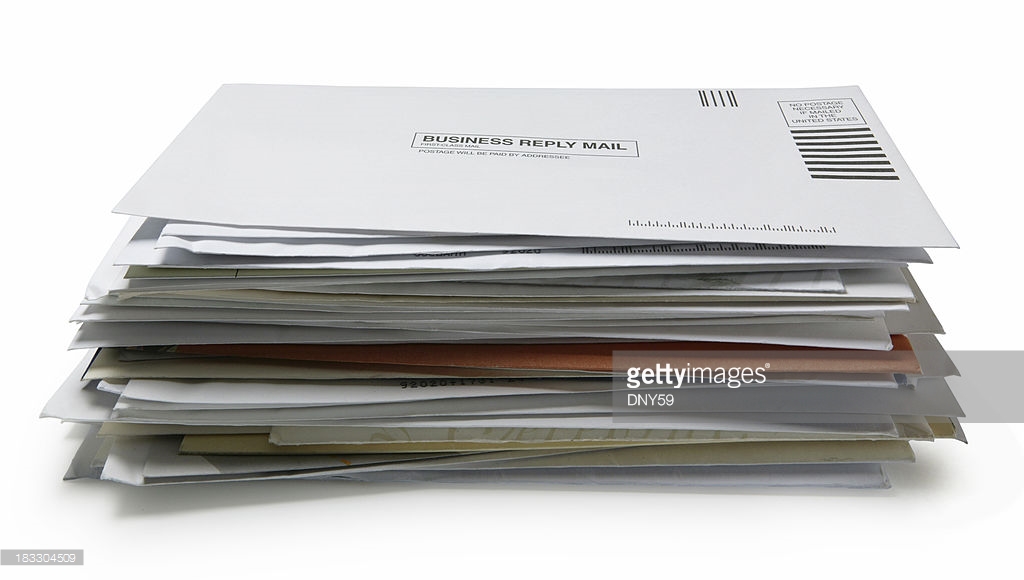 NO POSTAGE
NECESSARY
IF MAILED
IN THE
UNITED STATES
BUSINESS REPLY MAIL
FIRST-CLASS MAIL
POSTAGE WILL BE PAID BY ADDRESSEE
92020
gettyimages
DNY59
183304509